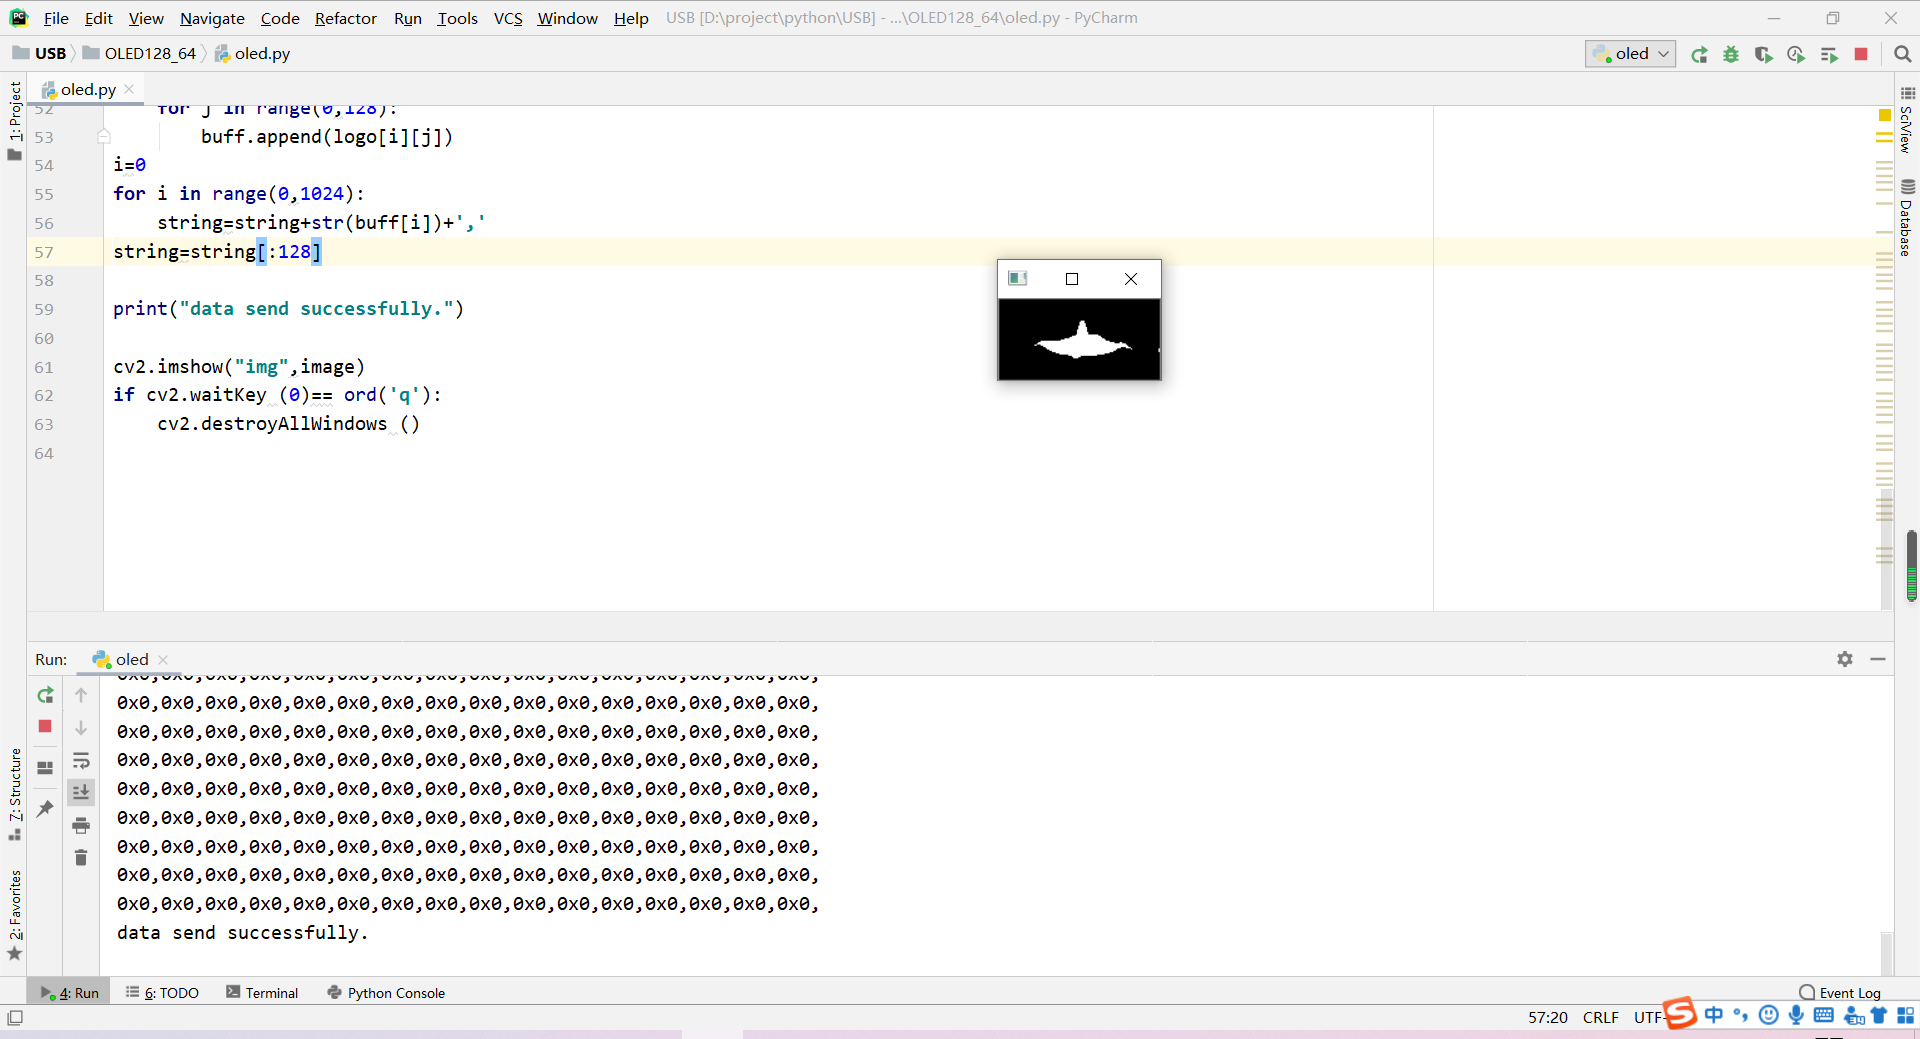 File Edit View Navigate Code Refactor Run Tools VCS Window Help USB [D:\project\python\USB] - ...\OLED128_64\oled.py - PyCharm
USB OLED128_64 oled.py oled
1: Project
oled.py
SciView
Database
52 for j in range(0,128):
53 buff.append(logo[i][j])
54 i=0
55 for i in range(0,1024):
56 string=string+str(buff[i])+','
57 string=string[:128]
58
59 print("data send successfully.")
60
61 cv2.imshow("img",image)
62 if cv2.waitKey (0)== ord('q'):
63 cv2.destroyAllWindows ()
64
Run: oled
0x0,0x0,0x0,0x0,0x0,0x0,0x0,0x0,0x0,0x0,0x0,0x0,0x0,0x0,0x0,0x0,
0x0,0x0,0x0,0x0,0x0,0x0,0x0,0x0,0x0,0x0,0x0,0x0,0x0,0x0,0x0,0x0,
0x0,0x0,0x0,0x0,0x0,0x0,0x0,0x0,0x0,0x0,0x0,0x0,0x0,0x0,0x0,0x0,
0x0,0x0,0x0,0x0,0x0,0x0,0x0,0x0,0x0,0x0,0x0,0x0,0x0,0x0,0x0,0x0,
0x0,0x0,0x0,0x0,0x0,0x0,0x0,0x0,0x0,0x0,0x0,0x0,0x0,0x0,0x0,0x0,
0x0,0x0,0x0,0x0,0x0,0x0,0x0,0x0,0x0,0x0,0x0,0x0,0x0,0x0,0x0,0x0,
0x0,0x0,0x0,0x0,0x0,0x0,0x0,0x0,0x0,0x0,0x0,0x0,0x0,0x0,0x0,0x0,
0x0,0x0,0x0,0x0,0x0,0x0,0x0,0x0,0x0,0x0,0x0,0x0,0x0,0x0,0x0,0x0,
0x0,0x0,0x0,0x0,0x0,0x0,0x0,0x0,0x0,0x0,0x0,0x0,0x0,0x0,0x0,0x0,
data send successfully.
7: Structure
2: Favorites
4: Run 6: TODO Terminal Python Console Event Log
57:20 CRLF UTF- 中